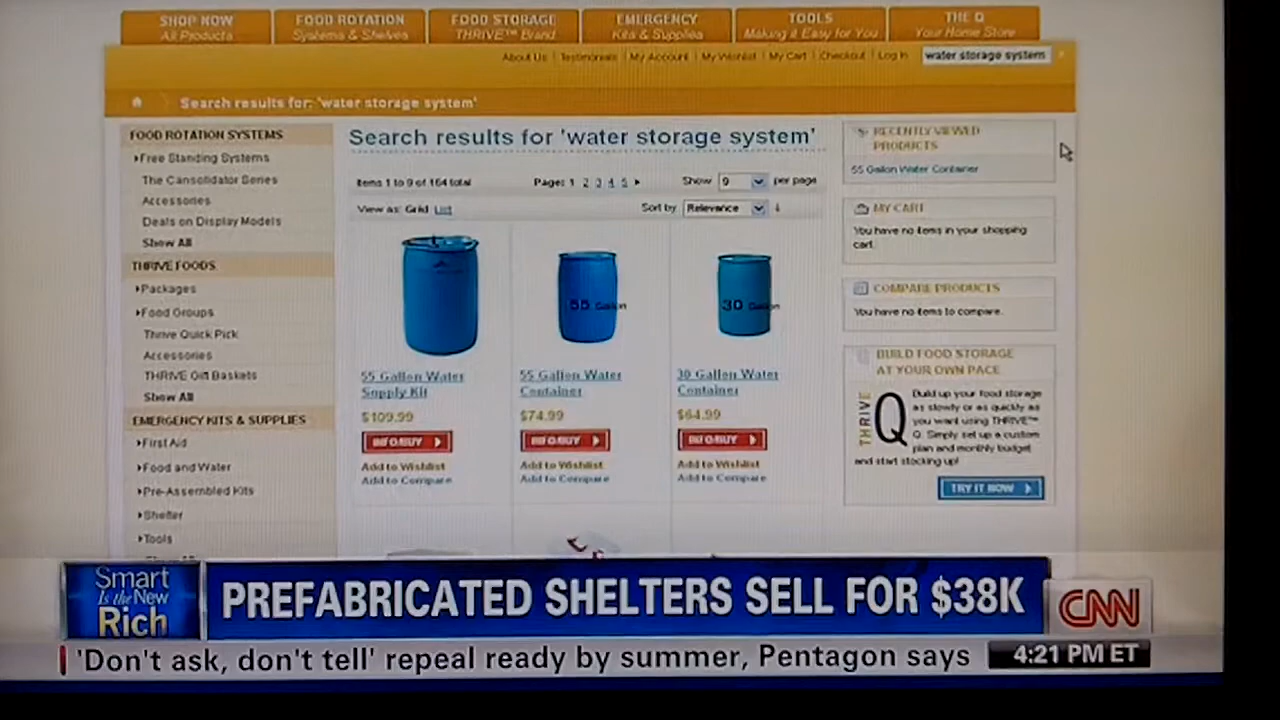 SHOP NOW
All Products
FOOD ROTATION
Systems & Shelves
FOOD STORAGE
THRIVE™ Brand
EMERGENCY
Kits & Supplies
TOOLS
Making it Easy for You
THE Q
Your Home Store
About Us | Testimonials | My Account | My Wishlist | My Cart | Checkout | Log In
water storage system
Search results for: 'water storage system'
FOOD ROTATION SYSTEMS
Free Standing Systems
The Cansolidator Series
Accessories
Deals on Display Models
Show All
THRIVE FOODS
Packages
Food Groups
Thrive Quick Pick
Accessories
THRIVE Gift Baskets
Show All
EMERGENCY KITS & SUPPLIES
First Aid
Food and Water
Pre-Assembled Kits
Shelter
Tools
Search results for 'water storage system'
Items 1 to 9 of 164 total
Page: 1 2 3 4 5
Show 9 per page
View as: Grid List
Sort by Relevance
55 Gallon
30 Gallon
55 Gallon Water
Supply Kit
$109.99
INFO/BUY
Add to Wishlist
Add to Compare
55 Gallon Water
Container
$74.99
INFO/BUY
Add to Wishlist
Add to Compare
30 Gallon Water
Container
$64.99
INFO/BUY
Add to Wishlist
Add to Compare
RECENTLY VIEWED
PRODUCTS
55 Gallon Water Container
MY CART
You have no items in your shopping
cart.
COMPARE PRODUCTS
You have no items to compare.
BUILD FOOD STORAGE
AT YOUR OWN PACE
THRIVE Q
Build up your food storage
as slowly or as quickly as
you want using THRIVE™
Q. Simply set up a custom
plan and monthly budget
and start stocking up!
TRY IT NOW
Smart
Is the New
Rich
PREFABRICATED SHELTERS SELL FOR $38K
CNN
'Don't ask, don't tell' repeal ready by summer, Pentagon says
4:21 PM ET